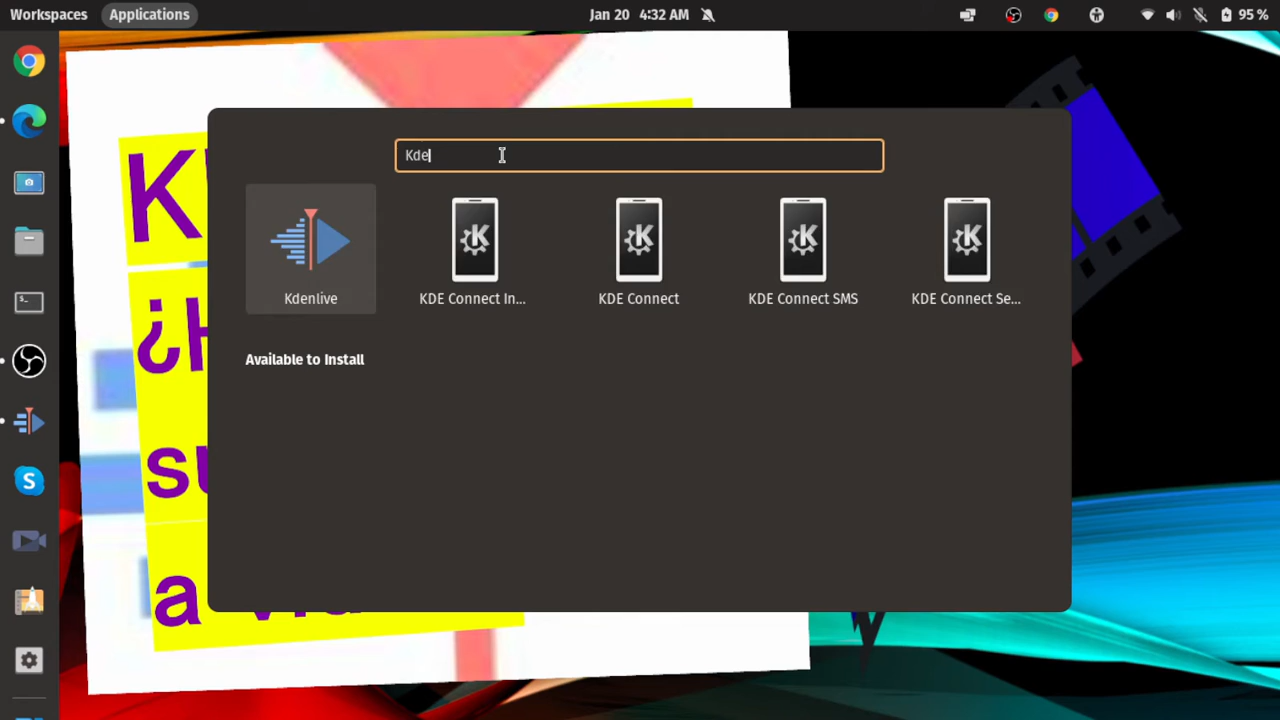 Workspaces Applications Jan 20 4:32 AM 95 %
Kde
Kdenlive KDE Connect In... KDE Connect KDE Connect SMS KDE Connect Se...
Available to Install
K
¿H
su
a